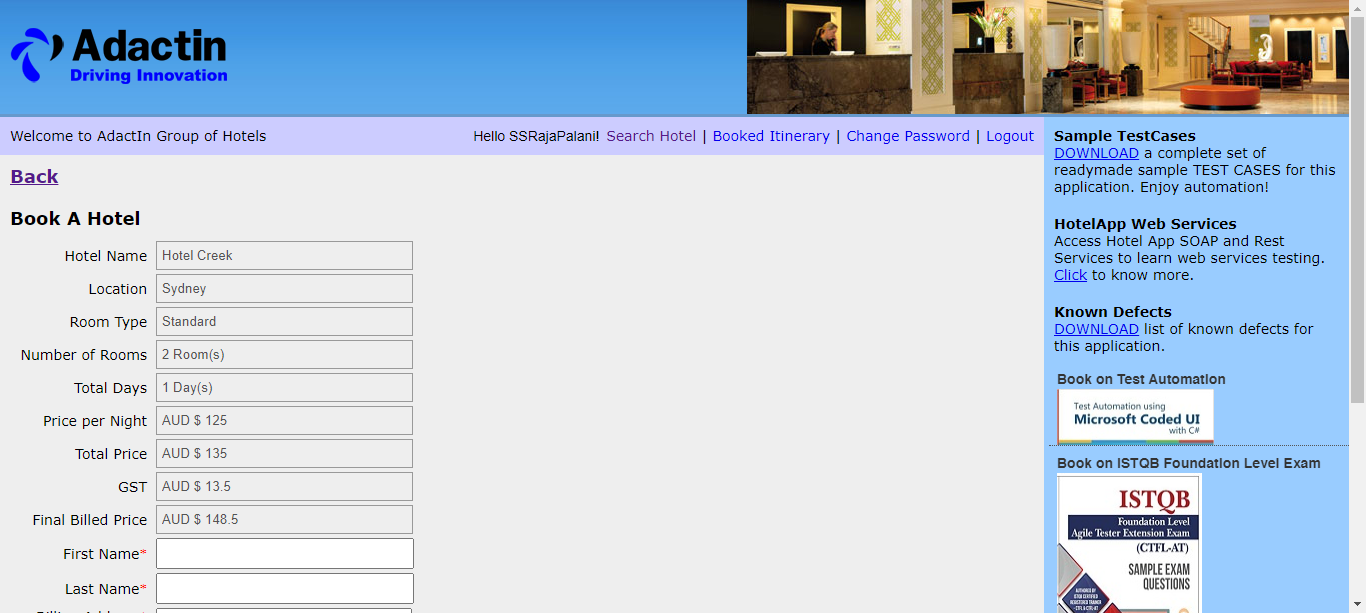 Adactin
Driving Innovation
Welcome to AdactIn Group of Hotels
Hello SSRajaPalani! Search Hotel | Booked Itinerary | Change Password | Logout
Back
Book A Hotel
Hotel Name Hotel Creek
Location Sydney
Room Type Standard
Number of Rooms 2 Room(s)
Total Days 1 Day(s)
Price per Night AUD $ 125
Total Price AUD $ 135
GST AUD $ 13.5
Final Billed Price AUD $ 148.5
First Name*
Last Name*
Sample TestCases
DOWNLOAD a complete set of
readymade sample TEST CASES for this
application. Enjoy automation!
HotelApp Web Services
Access Hotel App SOAP and Rest
Services to learn web services testing.
Click to know more.
Known Defects
DOWNLOAD list of known defects for
this application.
Book on Test Automation
Test Automation using
Microsoft Coded UI
with C#
Book on ISTQB Foundation Level Exam
ISTQB
Foundation Level
Agile Tester Extension Exam
(CTFL-AT)
SAMPLE EXAM
QUESTIONS